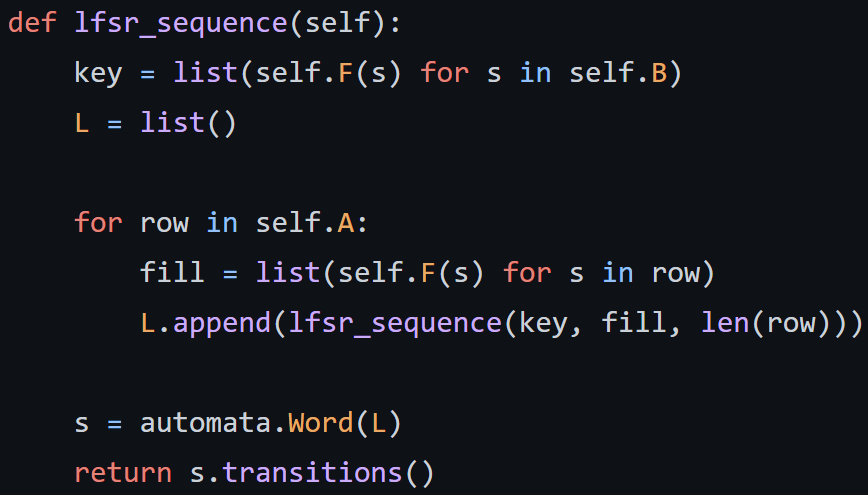 def lfsr_sequence(self):
    key = list(self.F(s) for s in self.B)
    L = list()
    for row in self.A:
        fill = list(self.F(s) for s in row)
        L.append(lfsr_sequence(key, fill, len(row)))
    s = automata.Word(L)
    return s.transitions()